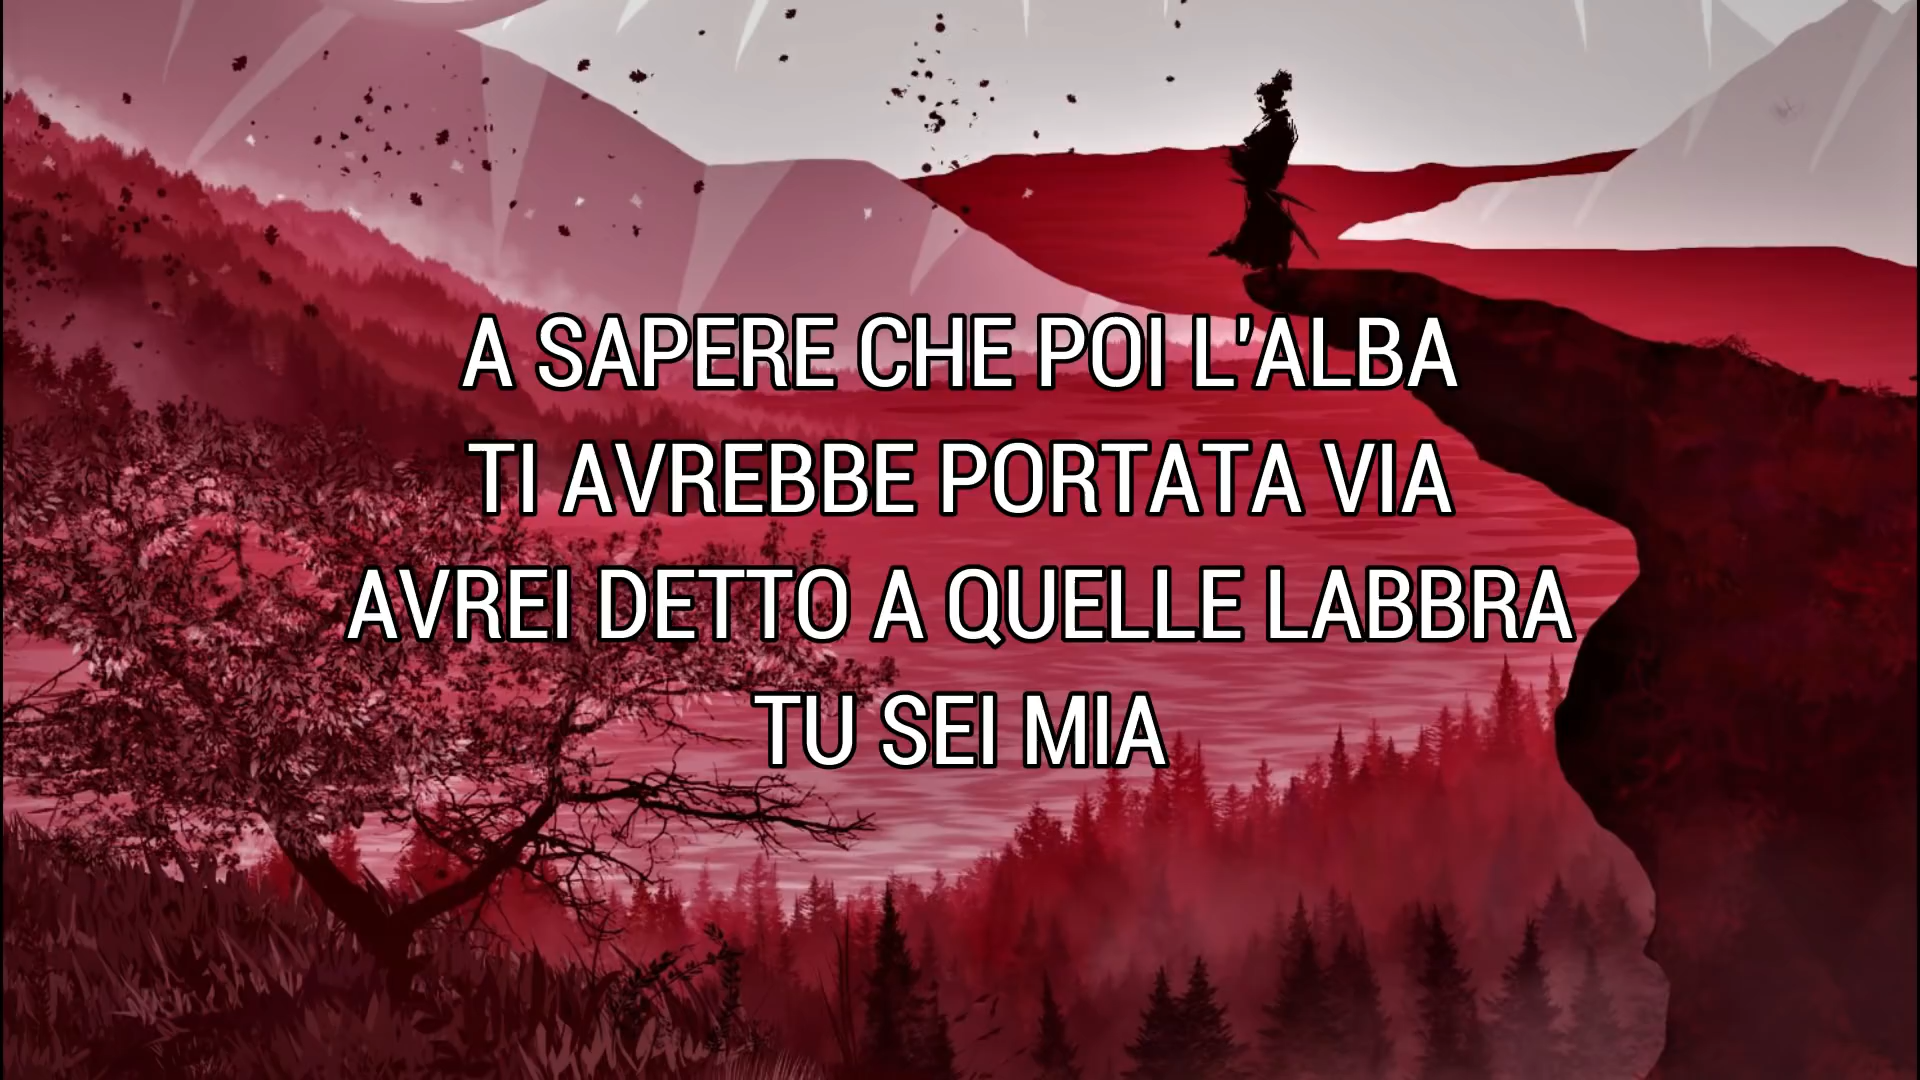 A SAPERE CHE POI L'ALBA
TI AVREBBE PORTATA VIA
AVREI DETTO A QUELLE LABBRA
TU SEI MIA